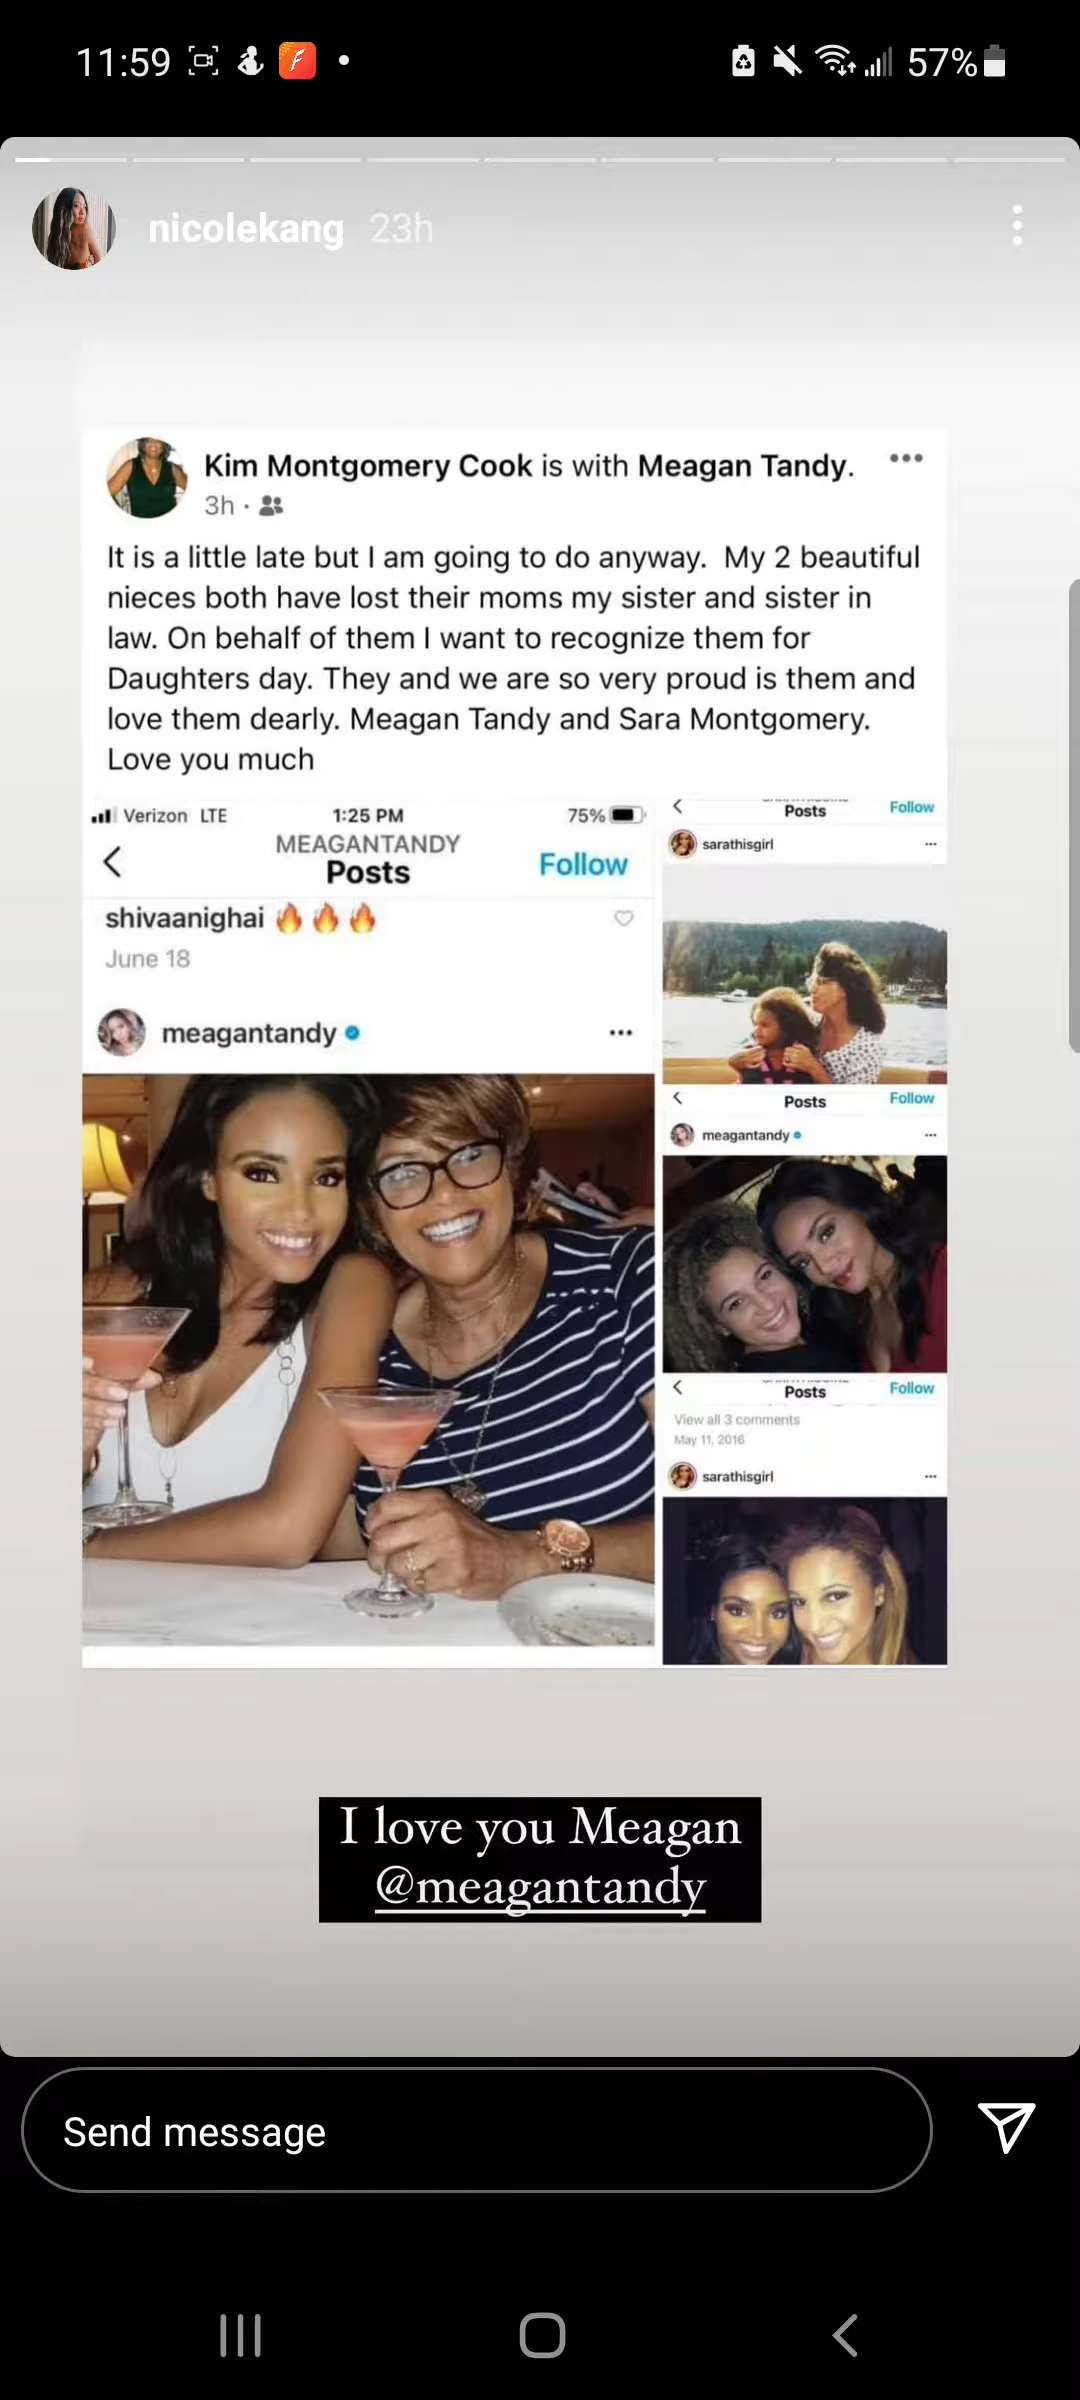 11:59
57%
nicolekang 23h
Kim Montgomery Cook is with Meagan Tandy.
3h ·
It is a little late but I am going to do anyway. My 2 beautiful
nieces both have lost their moms my sister and sister in
law. On behalf of them I want to recognize them for
Daughters day. They and we are so very proud is them and
love them dearly. Meagan Tandy and Sara Montgomery.
Love you much
Verizon LTE 1:25 PM 75%
MEAGANTANDY
Posts Follow
shivaanighai 🔥🔥🔥
June 18
meagantandy
Posts Follow
sarathisgirl
Posts Follow
meagantandy
Posts Follow
View all 3 comments
May 11, 2016
sarathisgirl
I love you Meagan
@meagantandy
Send message